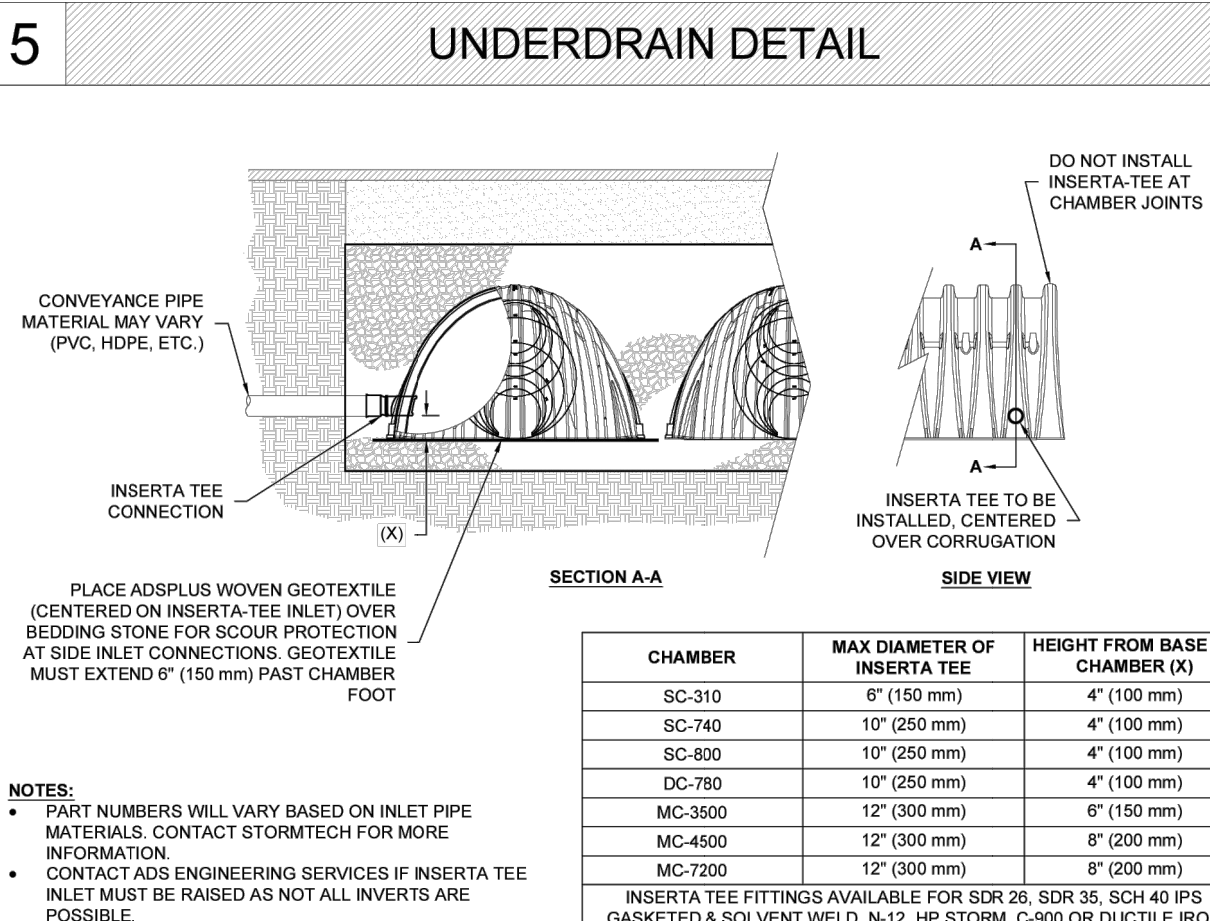 5
UNDERDRAIN DETAIL
DO NOT INSTALL
INSERTA-TEE AT
CHAMBER JOINTS
A
CONVEYANCE PIPE
MATERIAL MAY VARY
(PVC, HDPE, ETC.)
INSERTA TEE
CONNECTION
(X)
A
INSERTA TEE TO BE
INSTALLED, CENTERED
OVER CORRUGATION
SECTION A-A
SIDE VIEW
PLACE ADSPLUS WOVEN GEOTEXTILE
(CENTERED ON INSERTA-TEE INLET) OVER
BEDDING STONE FOR SCOUR PROTECTION
AT SIDE INLET CONNECTIONS. GEOTEXTILE
MUST EXTEND 6" (150 mm) PAST CHAMBER
FOOT
CHAMBER
MAX DIAMETER OF
INSERTA TEE
HEIGHT FROM BASE
CHAMBER (X)
SC-310 6" (150 mm) 4" (100 mm)
SC-740 10" (250 mm) 4" (100 mm)
SC-800 10" (250 mm) 4" (100 mm)
DC-780 10" (250 mm) 4" (100 mm)
MC-3500 12" (300 mm) 6" (150 mm)
MC-4500 12" (300 mm) 8" (200 mm)
MC-7200 12" (300 mm) 8" (200 mm)
INSERTA TEE FITTINGS AVAILABLE FOR SDR 26, SDR 35, SCH 40 IPS
GASKETED & SOLVENT WELD, N-12, HP STORM, C-900 OR DUCTILE
NOTES:
• PART NUMBERS WILL VARY BASED ON INLET PIPE
MATERIALS. CONTACT STORMTECH FOR MORE
INFORMATION.
• CONTACT ADS ENGINEERING SERVICES IF INSERTA TEE
INLET MUST BE RAISED AS NOT ALL INVERTS ARE
POSSIBLE.